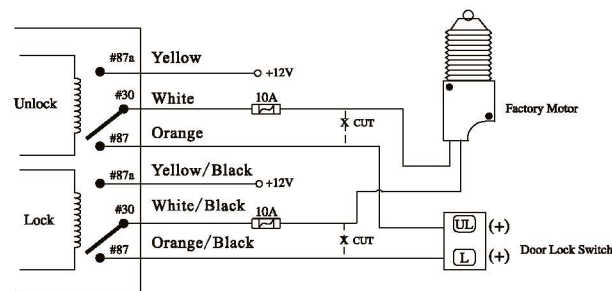 #87a Yellow
+12V
Unlock
#30 White 10A
CUT
#87 Orange
Factory Motor
#87a Yellow/Black
+12V
Lock
#30 White/Black 10A
CUT
#87 Orange/Black
UL (+)
L (+)
Door Lock Switch